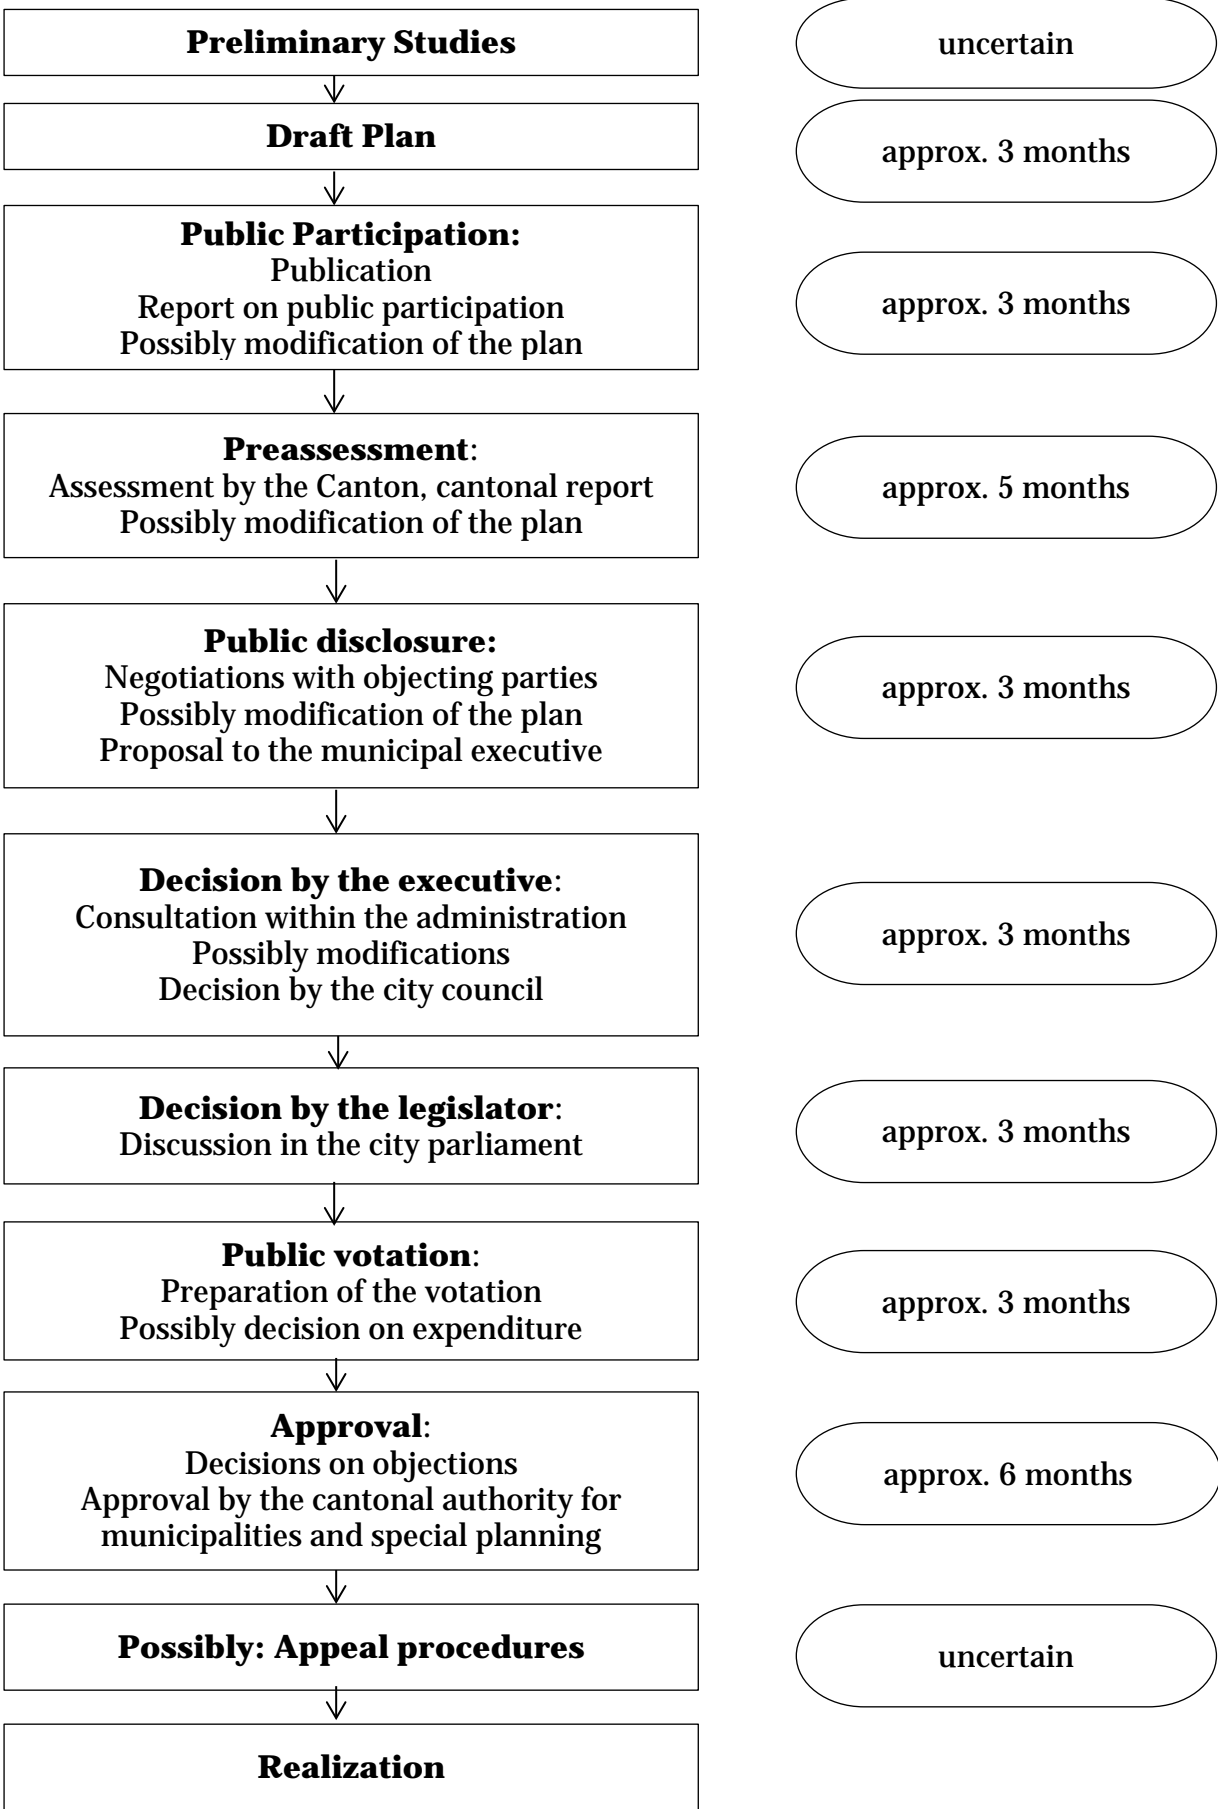 Preliminary Studies
uncertain
Draft Plan
approx. 3 months
Public Participation:
Publication
Report on public participation
Possibly modification of the plan
approx. 3 months
Preassessment:
Assessment by the Canton, cantonal report
Possibly modification of the plan
approx. 5 months
Public disclosure:
Negotiations with objecting parties
Possibly modification of the plan
Proposal to the municipal executive
approx. 3 months
Decision by the executive:
Consultation within the administration
Possibly modifications
Decision by the city council
approx. 3 months
Decision by the legislator:
Discussion in the city parliament
approx. 3 months
Public votation:
Preparation of the votation
Possibly decision on expenditure
approx. 3 months
Approval:
Decisions on objections
Approval by the cantonal authority for
municipalities and special planning
approx. 6 months
Possibly: Appeal procedures
uncertain
Realization